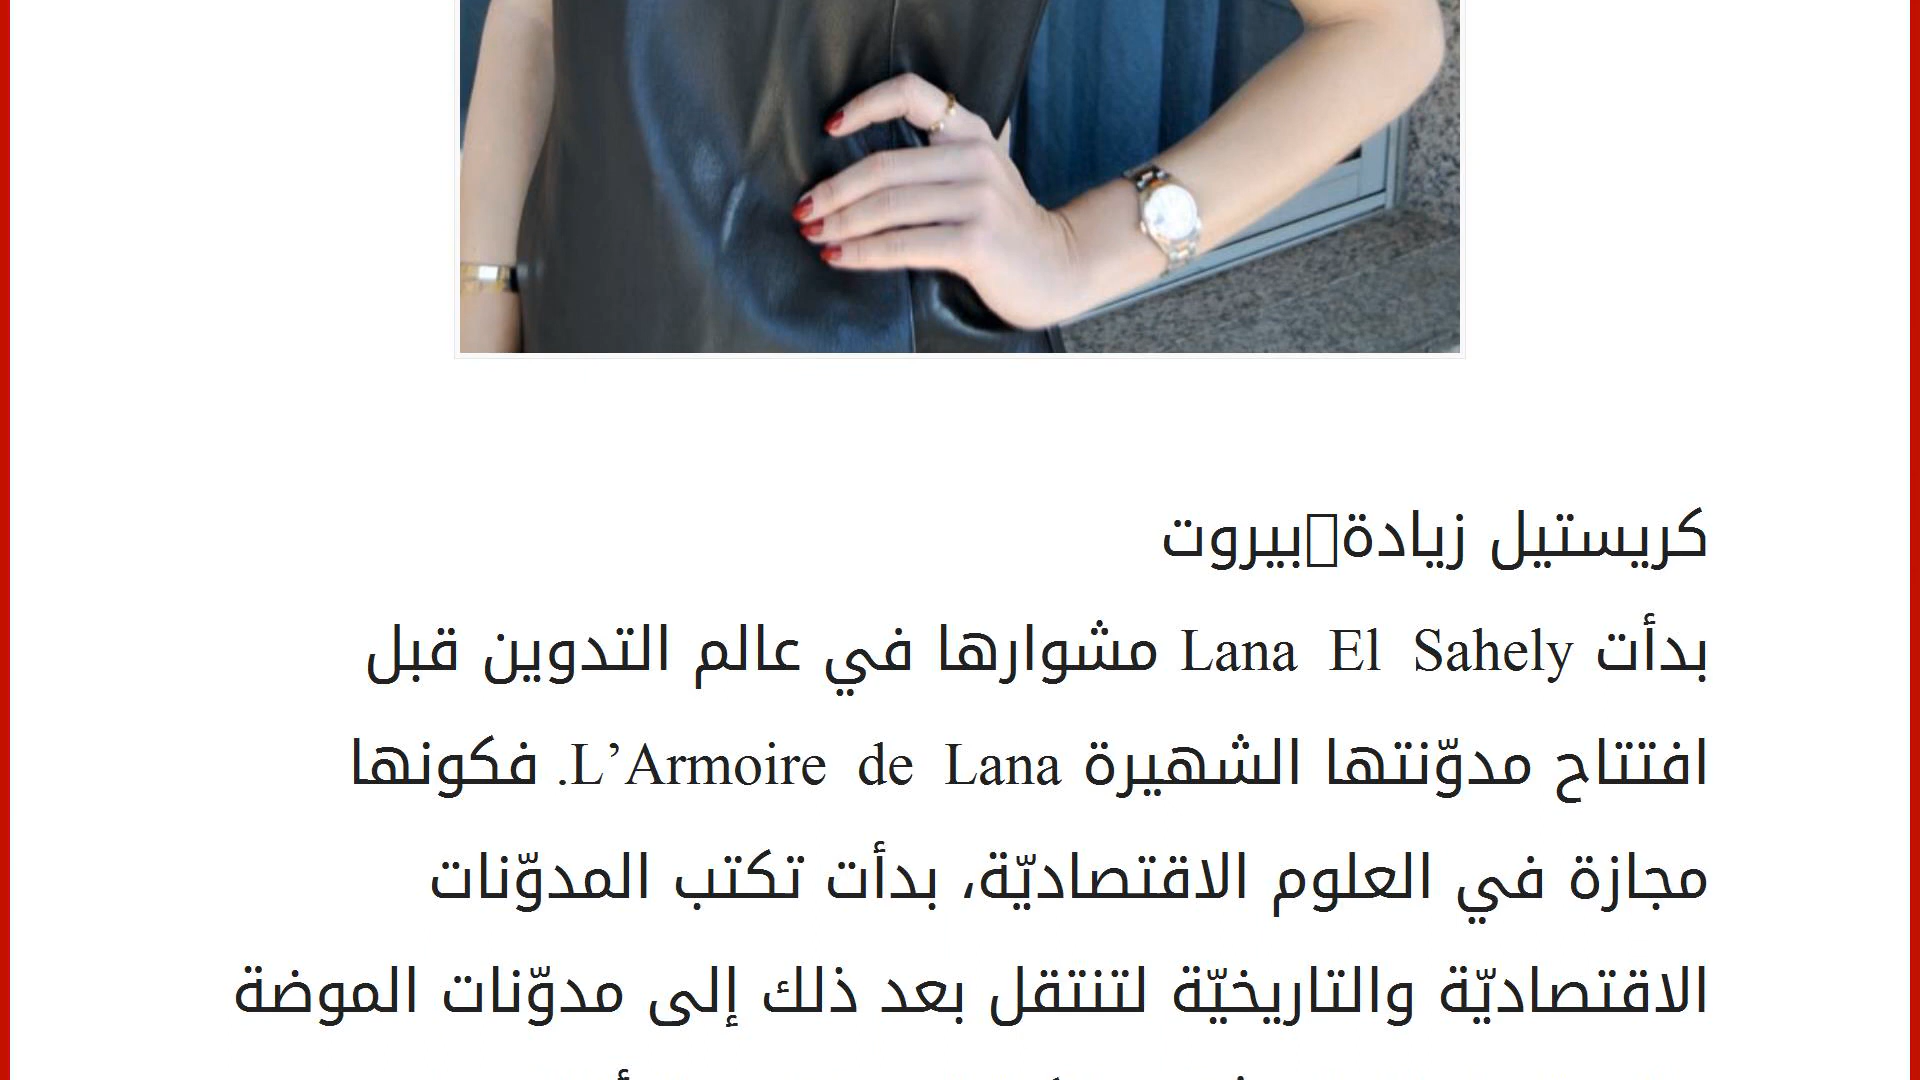 كريستيل زيادة بيروت
بدأت Lana El Sahely مشوارها في عالم التدوين قبل
افتتاح مدوّنتها الشهيرة L’Armoire de Lana. فكونها
مجازة في العلوم الاقتصاديّة، بدأت تكتب المدوّنات
الاقتصاديّة والتاريخيّة لتنتقل بعد ذلك إلى مدوّنات الموضة